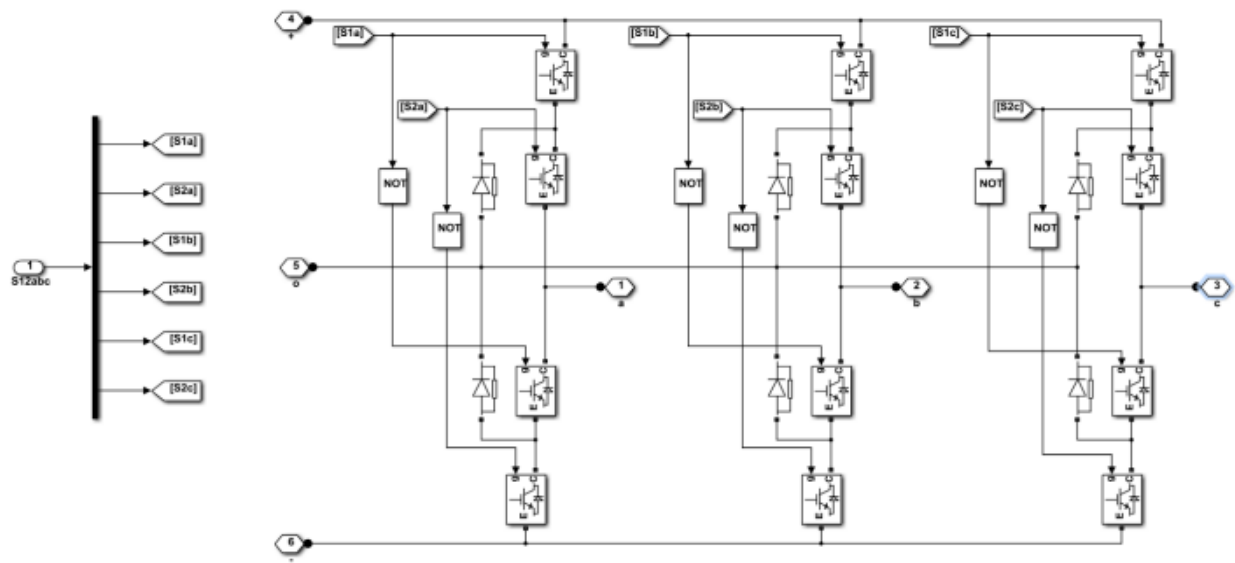 4
+
[S1a]
[S1b]
[S1c]
g C
E
g C
E
g C
E
[S2a]
[S2b]
[S2c]
[S1a]
[S2a]
[S1b]
[S2b]
[S1c]
[S2c]
g C
E
g C
E
g C
E
NOT
NOT
NOT
NOT
NOT
NOT
1
S12abc
5
o
1
a
2
b
3
c
g C
E
g C
E
g C
E
g C
E
g C
E
g C
E
6
-